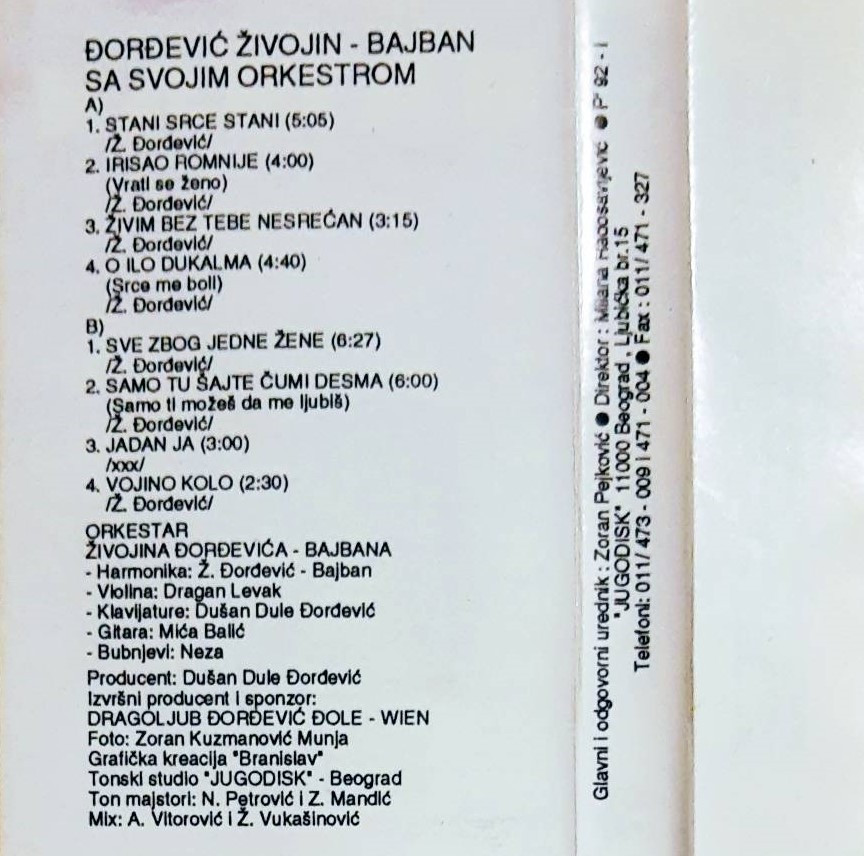 ĐORĐEVIĆ ŽIVOJIN - BAJBAN
SA SVOJIM ORKESTROM
A)
1. STANI SRCE STANI (5:05)
/Ž. Đorđević/
2. IRISAO ROMNIJE (4:00)
(Vrati se ženo)
/Ž. Đorđević/
3. ŽIVIM BEZ TEBE NESREĆAN (3:15)
/Ž. Đorđević/
4. O ILO DUKALMA (4:40)
(Srce me boli)
/Ž. Đorđević/
B)
1. SVE ZBOG JEDNE ŽENE (6:27)
/Ž. Đorđević/
2. SAMO TU ŠAJTE ČUMI DESMA (6:00)
(Samo ti možeš da me ljubiš)
/Ž. Đorđević/
3. JADAN JA (3:00)
/xxx/
4. VOJINO KOLO (2:30)
/Ž. Đorđević/
ORKESTAR
ŽIVOJINA ĐORĐEVIĆA - BAJBANA
- Harmonika: Ž. Đorđević - Bajban
- Violina: Dragan Levak
- Klavijature: Dušan Dule Đorđević
- Gitara: Mića Balić
- Bubnjevi: Neza
Producent: Dušan Dule Đorđević
Izvršni producent i sponzor:
DRAGOLJUB ĐORĐEVIĆ ĐOLE - WIEN
Foto: Zoran Kuzmanović Munja
Grafička kreacija "Branislav"
Tonski studio "JUGODISK" - Beograd
Ton majstori: N. Petrović i Z. Mandić
Mix: A. Vitorović i Ž. Vukašinović
Glavni i odgovorni urednik : Zoran Pejković ● Direktor : Milana ● P' 92 - I
"JUGODISK" 11000 Beograd , Ljubička br.15
Telefoni: 011/ 473 - 009 i 471 - 004 ● Fax : 011/ 471 - 327